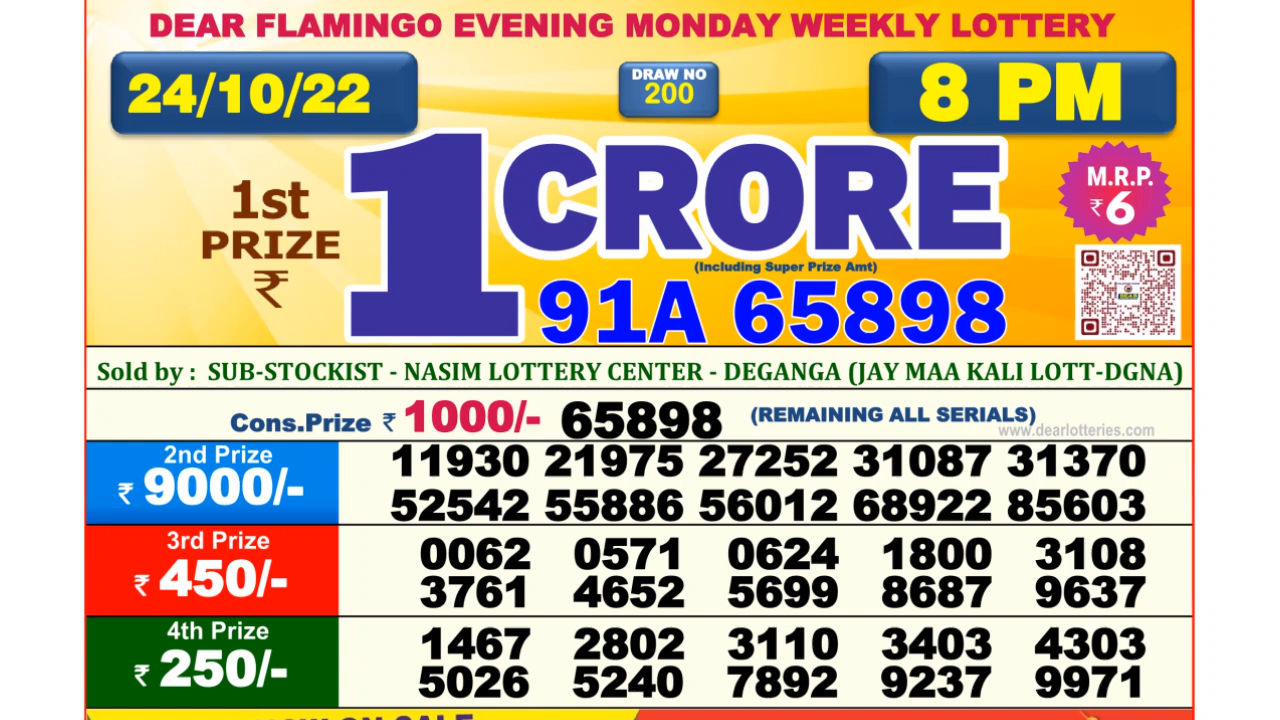 DEAR FLAMINGO EVENING MONDAY WEEKLY LOTTERY
24/10/22
DRAW NO
200
8 PM
1st
PRIZE
₹
1 CRORE
(Including Super Prize Amt)
M.R.P.
₹6
91A 65898
Sold by : SUB-STOCKIST - NASIM LOTTERY CENTER - DEGANGA (JAY MAA KALI LOTT-DGNA)
Cons.Prize ₹ 1000/- 65898 (REMAINING ALL SERIALS)
www.dearlotteries.com
2nd Prize
₹ 9000/-
11930 21975 27252 31087 31370
52542 55886 56012 68922 85603
3rd Prize
₹ 450/-
0062 0571 0624 1800 3108
3761 4652 5699 8687 9637
4th Prize
₹ 250/-
1467 2802 3110 3403 4303
5026 5240 7892 9237 9971
ON SALE